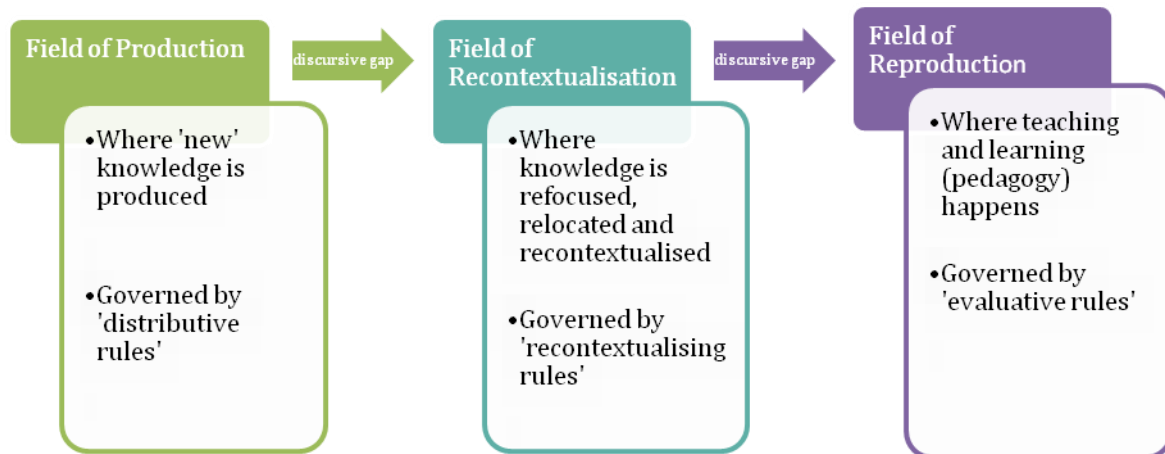 Field of Production
•Where 'new'
knowledge is
produced
•Governed by
'distributive
rules'
discursive gap
Field of
Recontextualisation
•Where
knowledge is
refocused,
relocated and
recontextualised
•Governed by
'recontextualising
rules'
discursive gap
Field of
Reproduction
•Where teaching
and learning
(pedagogy)
happens
•Governed by
'evaluative rules'